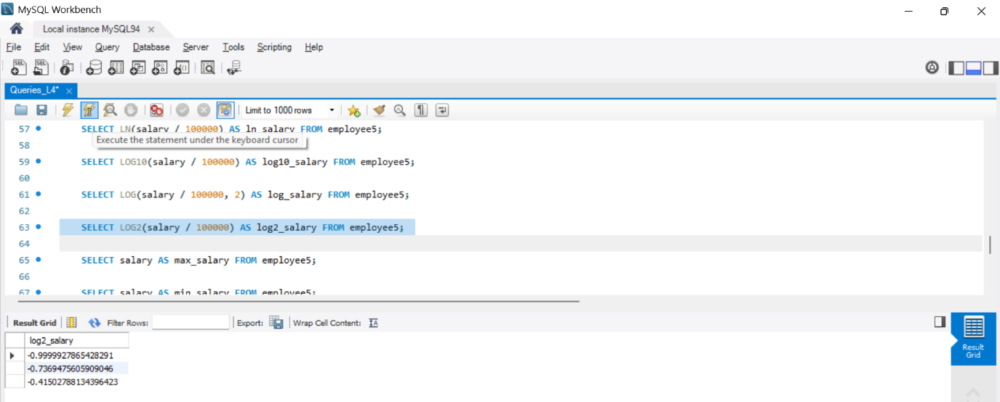 MySQL Workbench
Local instance MySQL94 ×
File Edit View Query Database Server Tools Scripting Help
Queries_L4* ×
Limit to 1000 rows
57 SELECT LN(salary / 100000) AS ln_salary FROM employee5;
Execute the statement under the keyboard cursor
58
59 SELECT LOG10(salary / 100000) AS log10_salary FROM employee5;
60
61 SELECT LOG(salary / 100000, 2) AS log_salary FROM employee5;
62
63 SELECT LOG2(salary / 100000) AS log2_salary FROM employee5;
64
65 SELECT salary AS max_salary FROM employee5;
66
67 SELECT salary AS min_salary FROM employee5;
Result Grid Filter Rows: Export: Wrap Cell Content: IA
log2_salary
-0.9999927865428291
-0.7369475605909046
-0.41502788134396423
Result
Grid